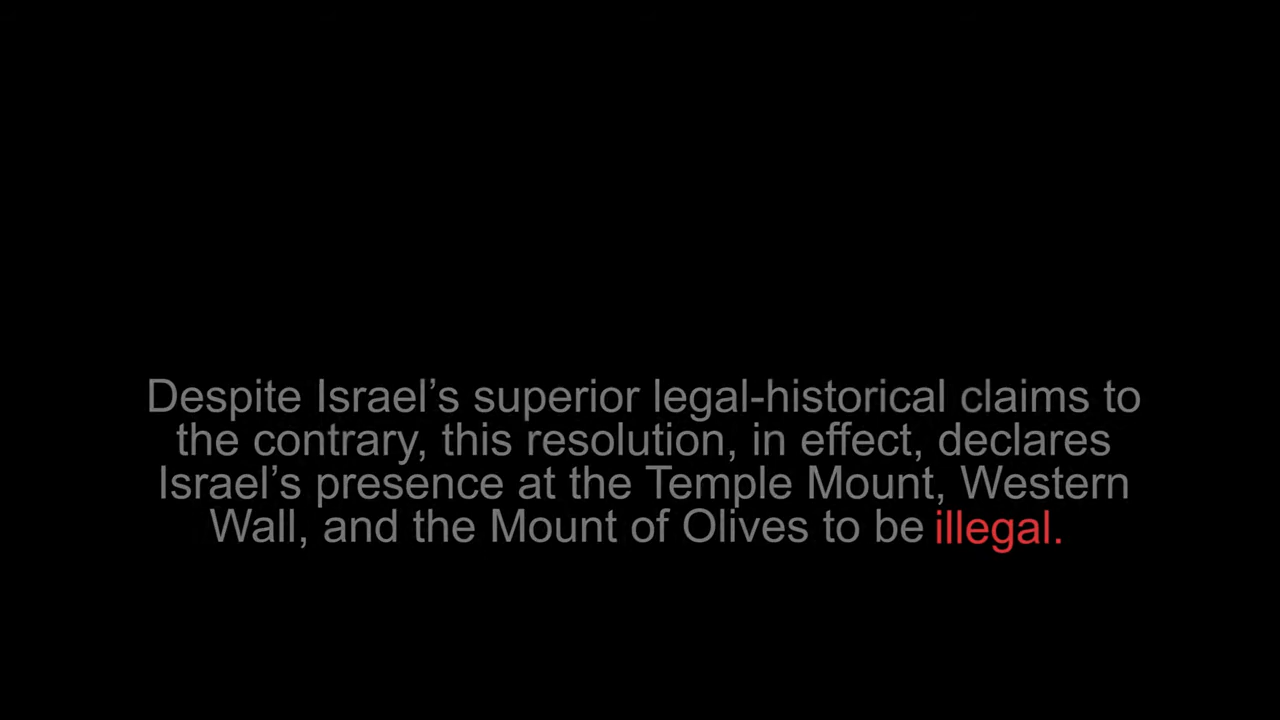 Despite Israel’s superior legal-historical claims to
the contrary, this resolution, in effect, declares
Israel’s presence at the Temple Mount, Western
Wall, and the Mount of Olives to be illegal.